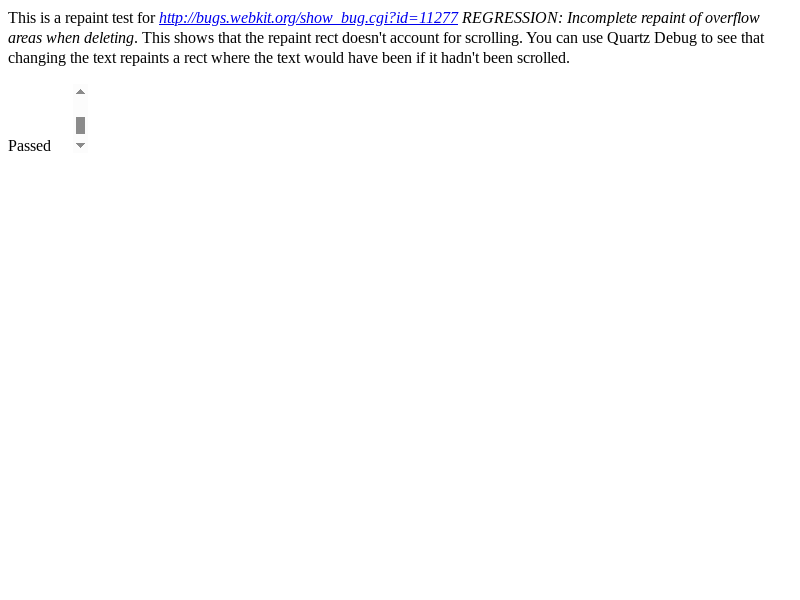 This is a repaint test for http://bugs.webkit.org/show_bug.cgi?id=11277 REGRESSION: Incomplete repaint of overflow
areas when deleting. This shows that the repaint rect doesn't account for scrolling. You can use Quartz Debug to see that
changing the text repaints a rect where the text would have been if it hadn't been scrolled.
Passed